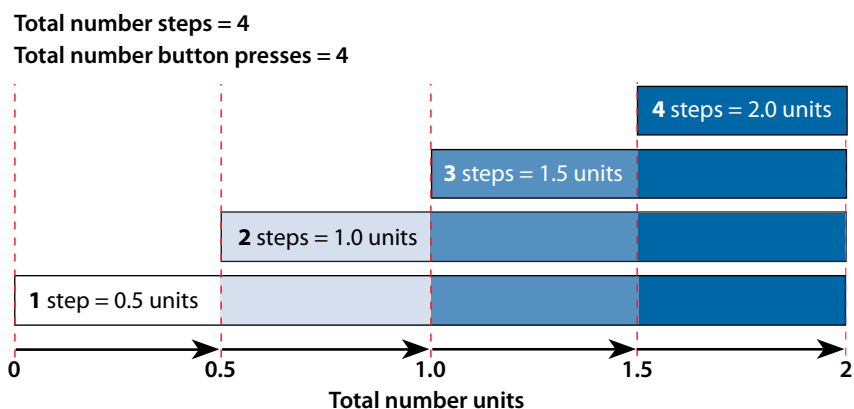 Total number steps = 4
Total number button presses = 4
4 steps = 2.0 units
3 steps = 1.5 units
2 steps = 1.0 units
1 step = 0.5 units
0 0.5 1.0 1.5 2
Total number units